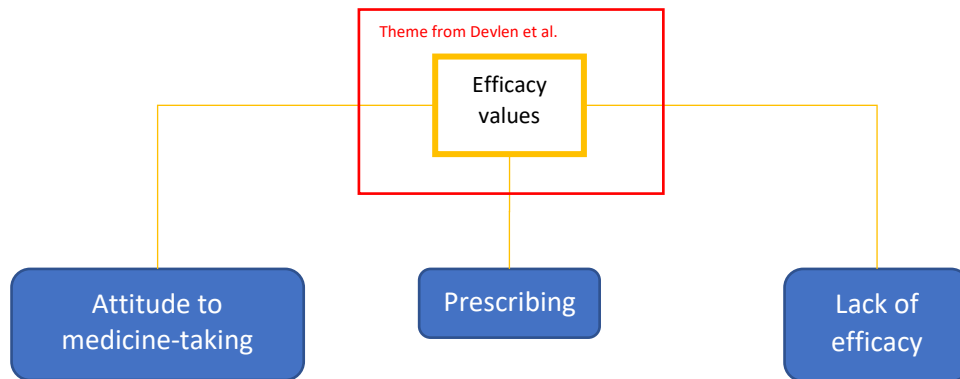 Theme from Devlen et al.
Efficacy
values
Attitude to
medicine-taking
Prescribing
Lack of
efficacy